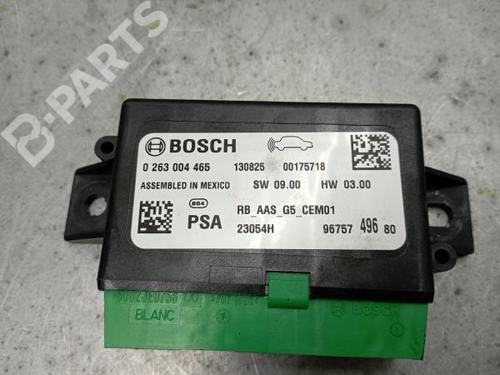 B-PARTS
BOSCH
0 263 004 465 130825 00175718
ASSEMBLED IN MEXICO SW 09.00 HW 03.00
864 RB_AAS_G5_CEM01
PSA 23054H 96757 496 80
BLANC
BOSCH